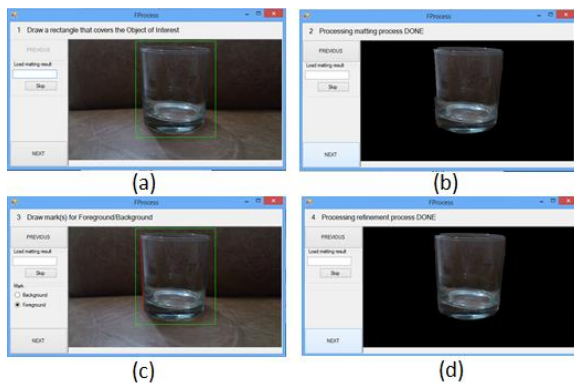 FProcess
1 Draw a rectangle that covers the Object of Interest
PREVIOUS
Load matting result
Skip
NEXT
(a)
FProcess
2 Processing matting process DONE
PREVIOUS
Load matting result
Skip
NEXT
(b)
FProcess
3 Draw mark(s) for Foreground/Background
PREVIOUS
Load matting result
Skip
Mark
Background
Foreground
NEXT
(c)
FProcess
4 Processing refinement process DONE
PREVIOUS
Load matting result
Skip
NEXT
(d)